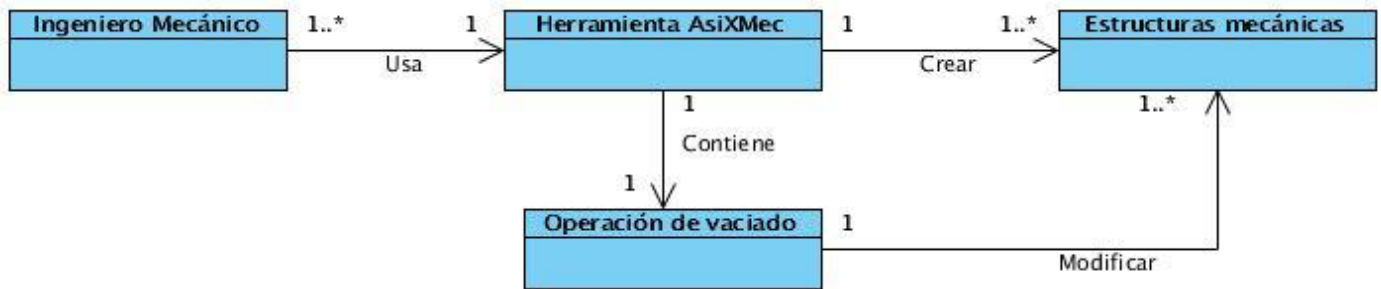 Ingeniero Mecánico
1..*
1
Usa
Herramienta AsiXMec
1
1..*
Crear
Estructuras mecánicas
1
Contiene
1
1..*
Operación de vaciado
1
Modificar